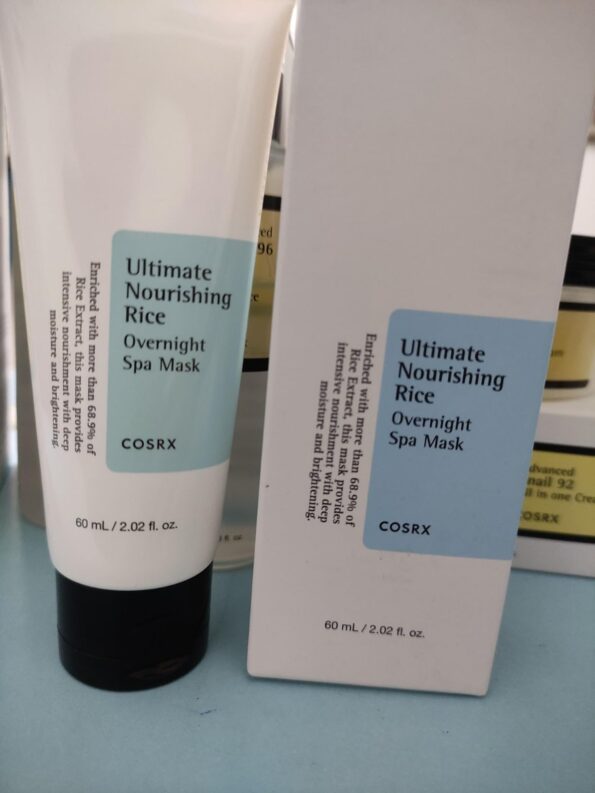 Ultimate
Nourishing
Rice
Overnight
Spa Mask
COSRX
Enriched with more than 68.9% of
Rice Extract, this mask provides
intensive nourishment with deep
moisture and brightening.
60 mL / 2.02 fl. oz.
96
Ultimate
Nourishing
Rice
Overnight
Spa Mask
COSRX
Enriched with more than 68.9% of
Rice Extract, this mask provides
intensive nourishment with deep
moisture and brightening.
60 mL / 2.02 fl. oz.
92
in one